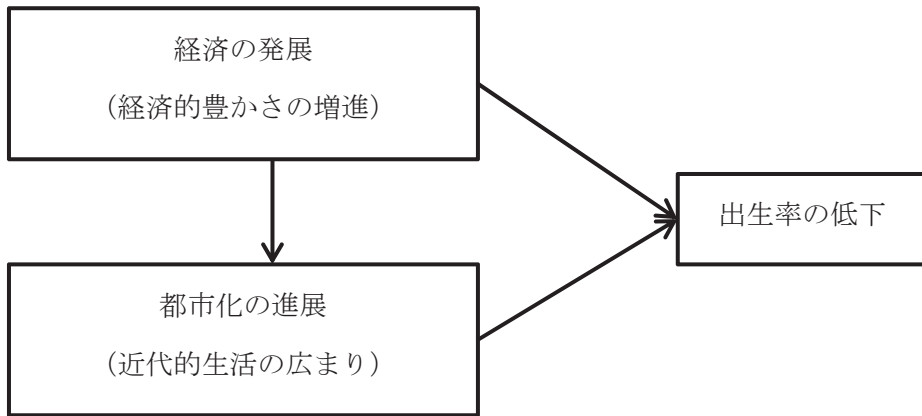 経済の発展
（経済的豊かさの増進）
出生率の低下
都市化の進展
（近代的生活の広まり）